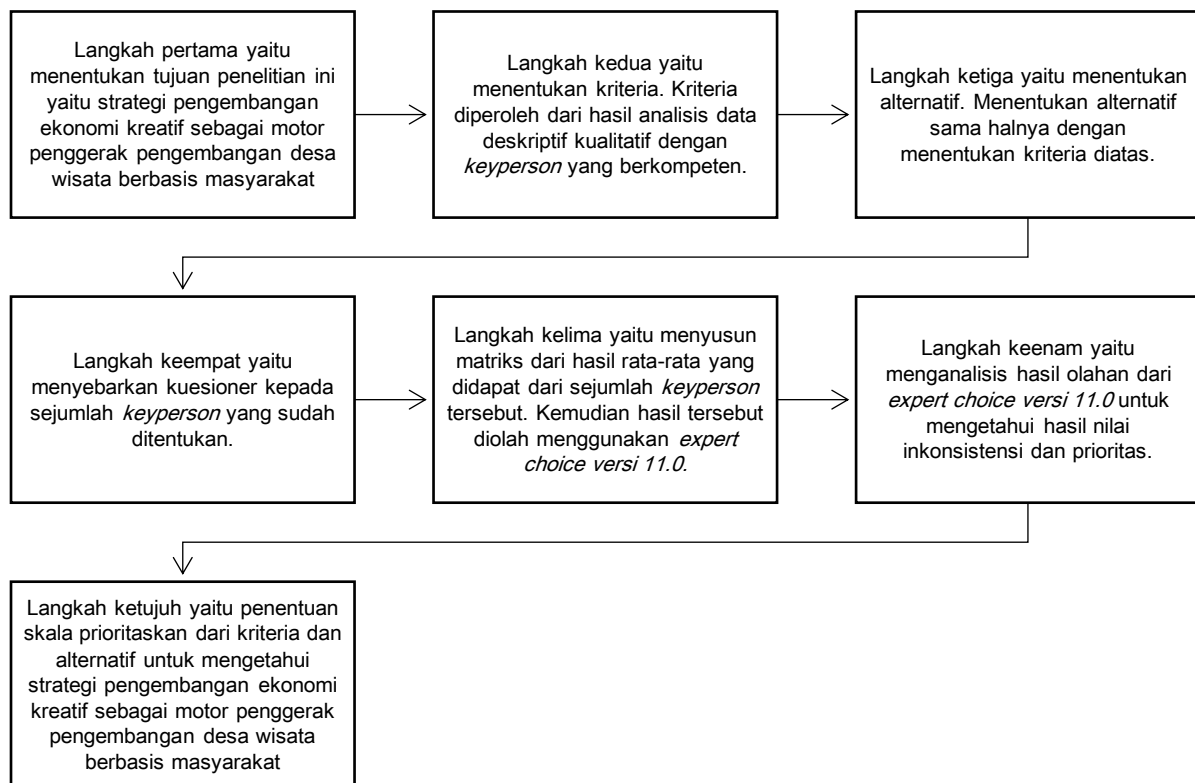 Langkah pertama yaitu
menentukan tujuan penelitian ini
yaitu strategi pengembangan
ekonomi kreatif sebagai motor
penggerak pengembangan desa
wisata berbasis masyarakat
Langkah kedua yaitu
menentukan kriteria. Kriteria
diperoleh dari hasil analisis data
deskriptif kualitatif dengan
keyperson yang berkompeten.
Langkah ketiga yaitu menentukan
alternatif. Menentukan alternatif
sama halnya dengan
menentukan kriteria diatas.
Langkah keempat yaitu
menyebarkan kuesioner kepada
sejumlah keyperson yang sudah
ditentukan.
Langkah kelima yaitu menyusun
matriks dari hasil rata-rata yang
didapat dari sejumlah keyperson
tersebut. Kemudian hasil tersebut
diolah menggunakan expert
choice versi 11.0.
Langkah keenam yaitu
menganalisis hasil olahan dari
expert choice versi 11.0 untuk
mengetahui hasil nilai
inkonsistensi dan prioritas.
Langkah ketujuh yaitu penentuan
skala prioritaskan dari kriteria dan
alternatif untuk mengetahui
strategi pengembangan ekonomi
kreatif sebagai motor penggerak
pengembangan desa wisata
berbasis masyarakat